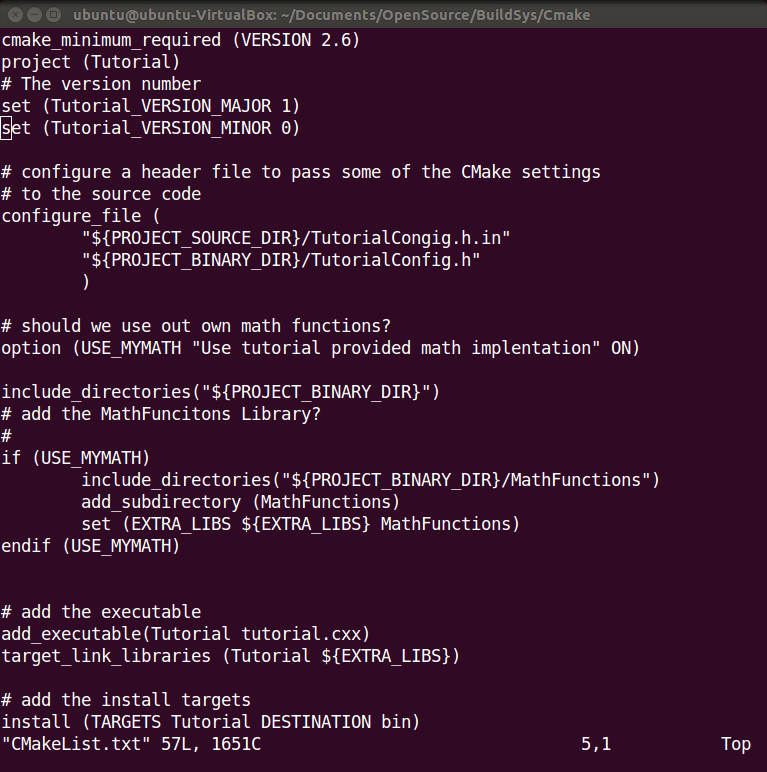 ubuntu@ubuntu-VirtualBox: ~/Documents/OpenSource/BuildSys/Cmake
cmake_minimum_required (VERSION 2.6)
project (Tutorial)
# The version number
set (Tutorial_VERSION_MAJOR 1)
set (Tutorial_VERSION_MINOR 0)

# configure a header file to pass some of the CMake settings
# to the source code
configure_file (
        "${PROJECT_SOURCE_DIR}/TutorialCongig.h.in"
        "${PROJECT_BINARY_DIR}/TutorialConfig.h"
        )

# should we use out own math functions?
option (USE_MYMATH "Use tutorial provided math implentation" ON)

include_directories("${PROJECT_BINARY_DIR}")
# add the MathFuncitons Library?
#
if (USE_MYMATH)
        include_directories("${PROJECT_BINARY_DIR}/MathFunctions")
        add_subdirectory (MathFunctions)
        set (EXTRA_LIBS ${EXTRA_LIBS} MathFunctions)
endif (USE_MYMATH)


# add the executable
add_executable(Tutorial tutorial.cxx)
target_link_libraries (Tutorial ${EXTRA_LIBS})

# add the install targets
install (TARGETS Tutorial DESTINATION bin)
"CMakeList.txt" 57L, 1651C 5,1 Top